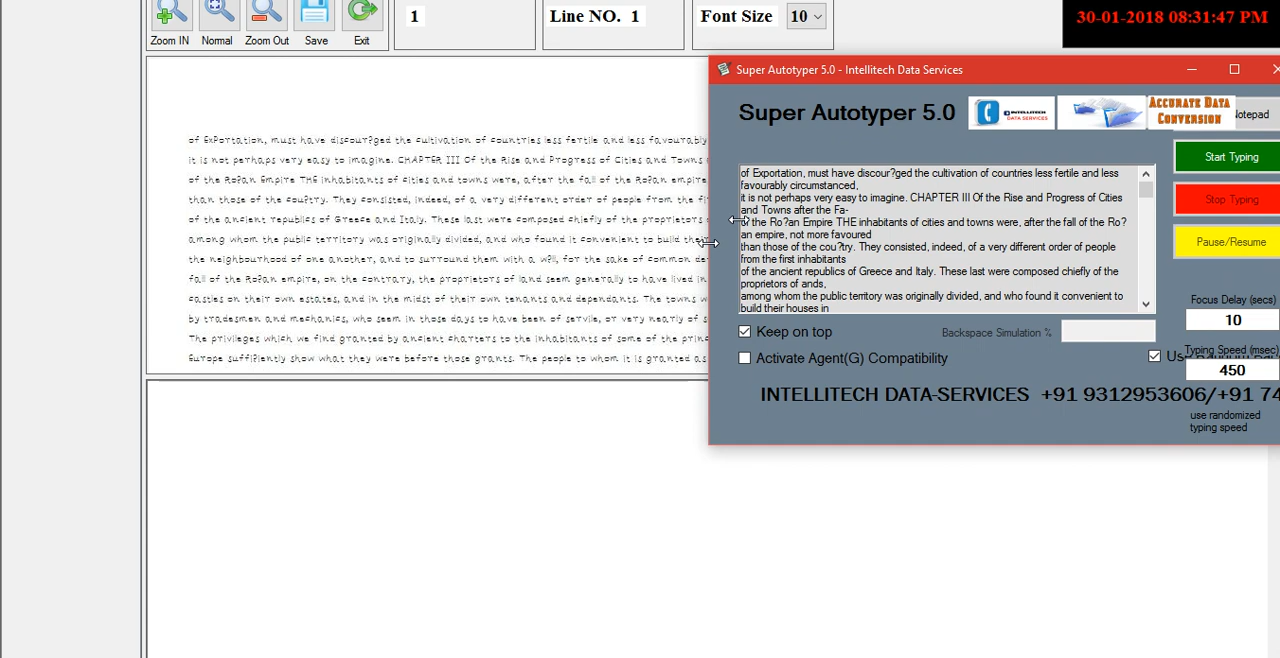 Zoom IN Normal Zoom Out Save Exit
1
Line NO. 1
Font Size 10
30-01-2018 08:31:47 PM
of Exportation, must have discour?ged the cultivation of countries less fertile and less favourably
it is not perhaps very easy to imagine. CHAPTER III Of the Rise and Progress of Cities and Towns
of the Ro?an Empire THE inhabitants of cities and towns were, after the fall of the Ro?an empire
than those of the cou?try. They consisted, indeed, of a very different order of people from the fi
of the ancient republics of Greece and Italy. These last were composed chiefly of the proprietors
among whom the public territory was originally divided, and who found it convenient to build their
the neighbourhood of one another, and to surround them with a w?ll, for the sake of common de
fall of the Ro?an empire, on the contrary, the proprietors of land seem generally to have lived in
castles on their own estates, and in the midst of their own tenants and dependants. The towns w
by tradesmen and mechanics, who seem in those days to have been of servile, or very nearly of s
The privileges which we find granted by ancient charters to the inhabitants of some of the princ
Europe suffi?iently show what they were before those grants. The people to whom it is granted as
Super Autotyper 5.0 - Intellitech Data Services
Super Autotyper 5.0
INTELLITECH
DATA SERVICES
ACCURATE DATA
CONVERSION
Notepad
of Exportation, must have discour?ged the cultivation of countries less fertile and less
favourably circumstanced,
it is not perhaps very easy to imagine. CHAPTER III Of the Rise and Progress of Cities
and Towns after the Fa-
of the Ro?an Empire THE inhabitants of cities and towns were, after the fall of the Ro?
an empire, not more favoured
than those of the cou?try. They consisted, indeed, of a very different order of people
from the first inhabitants
of the ancient republics of Greece and Italy. These last were composed chiefly of the
proprietors of ands,
among whom the public territory was originally divided, and who found it convenient to
build their houses in
Start Typing
Stop Typing
Pause/Resume
Focus Delay (secs)
10
Typing Speed (msec)
450
use randomized
typing speed
Keep on top
Backspace Simulation %
Activate Agent(G) Compatibility
INTELLITECH DATA-SERVICES +91 9312953606/+91 74